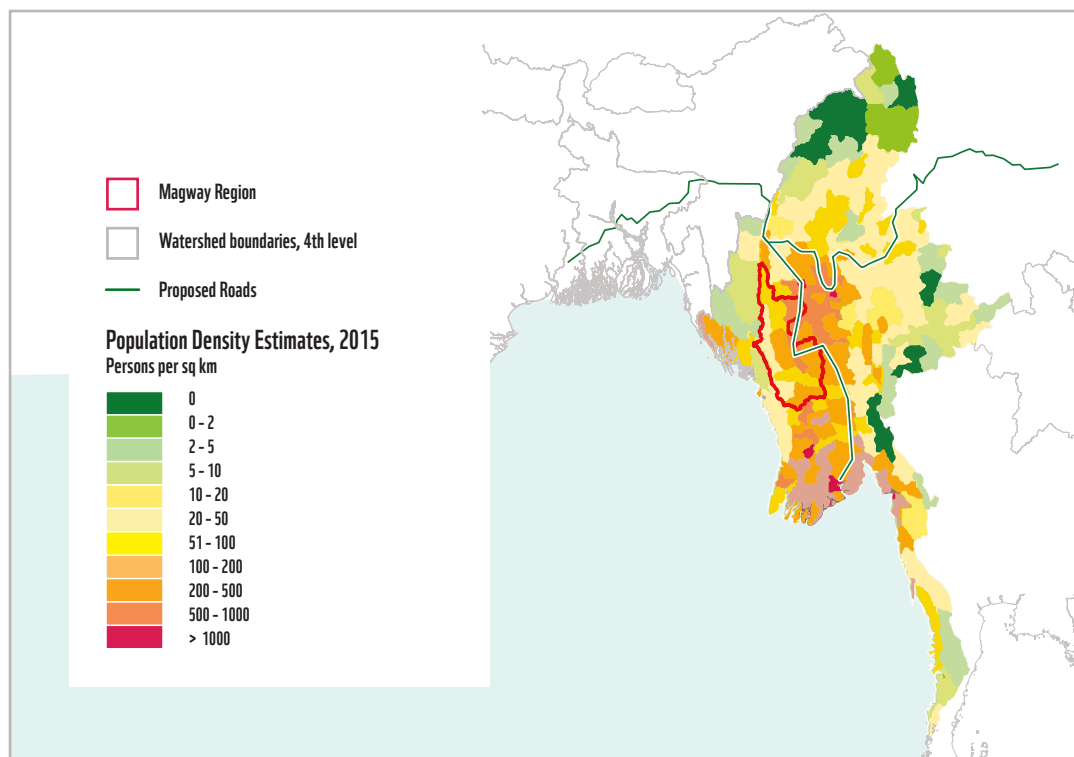 Magway Region
Watershed boundaries, 4th level
Proposed Roads
Population Density Estimates, 2015
Persons per sq km
0
0 – 2
2 – 5
5 – 10
10 – 20
20 – 50
51 – 100
100 – 200
200 – 500
500 – 1000
> 1000